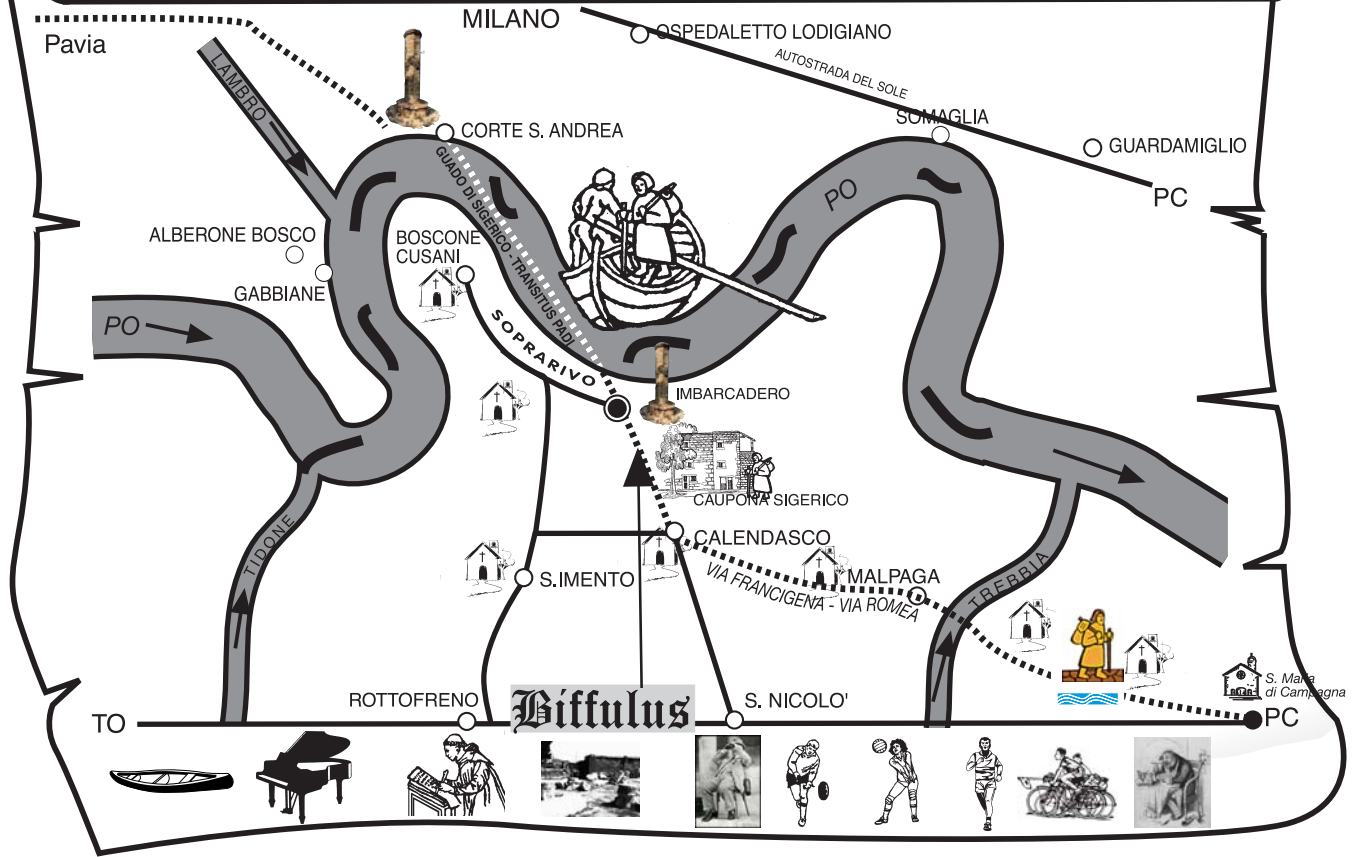 MILANO
Pavia
OSPEDALETTO LODIGIANO
AUTOSTRADA DEL SOLE
LAMBRO
CORTE S. ANDREA
SOMAGLIA
GUARDAMIGLIO
PC
GUADO DI SIGERICO - TRANSITUS PADI
PO
ALBERONE BOSCO
BOSCONE
CUSANI
GABBIANE
PO
SOPRARIVO
IMBARCADERO
CAUPONA SIGERICO
CALENDASCO
TIDONE
S.IMENTO
MALPAGA
VIA FRANCIGENA - VIA ROMEA
TREBBIA
S. Maria
di Campagna
ROTTOFRENO
Biffulus
S. NICOLO'
TO
PC